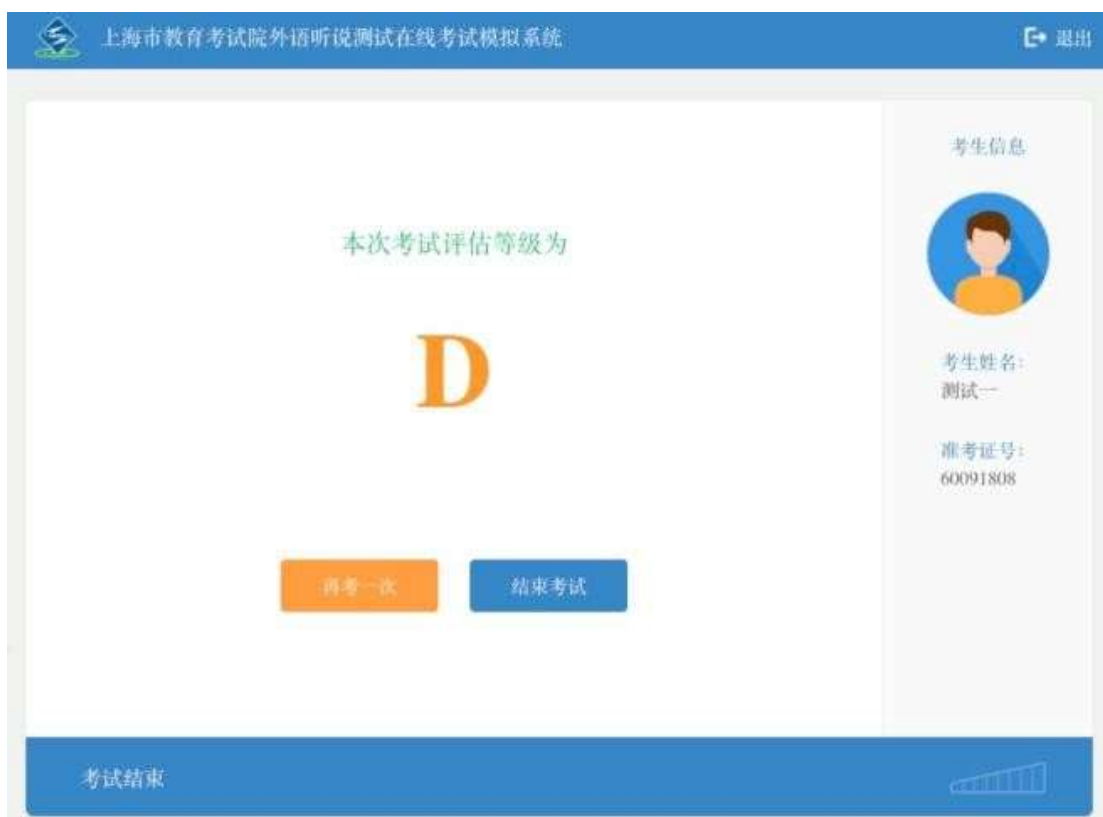 上海市教育考试院外语听说测试在线考试模拟系统
退出
考生信息
本次考试评估等级为
D
考生姓名:
测试一
准考证号:
60091808
再考一次
结束考试
考试结束